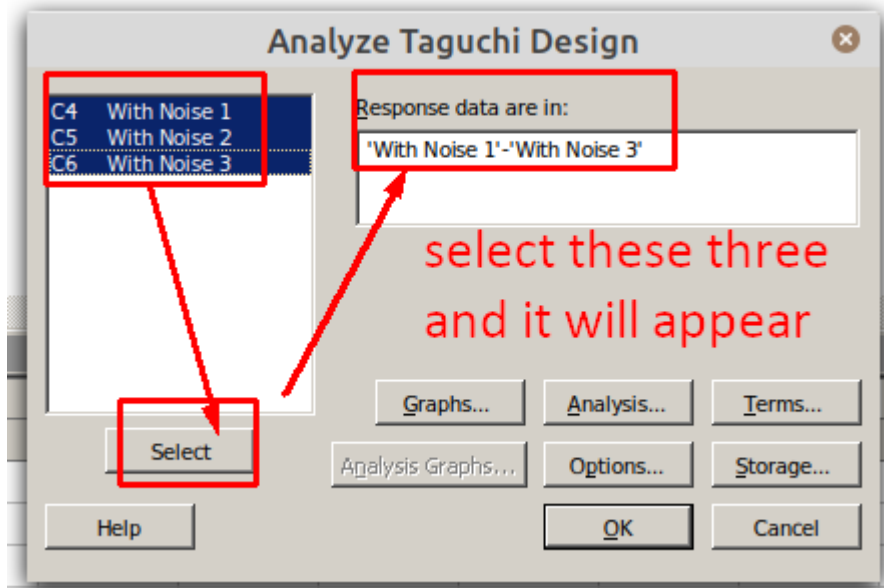 Analyze Taguchi Design
C4 With Noise 1
C5 With Noise 2
C6 With Noise 3
Response data are in:
'With Noise 1'-'With Noise 3'
select these three
and it will appear
Graphs... Analysis... Terms...
Select
Analysis Graphs... Options... Storage...
Help
OK
Cancel